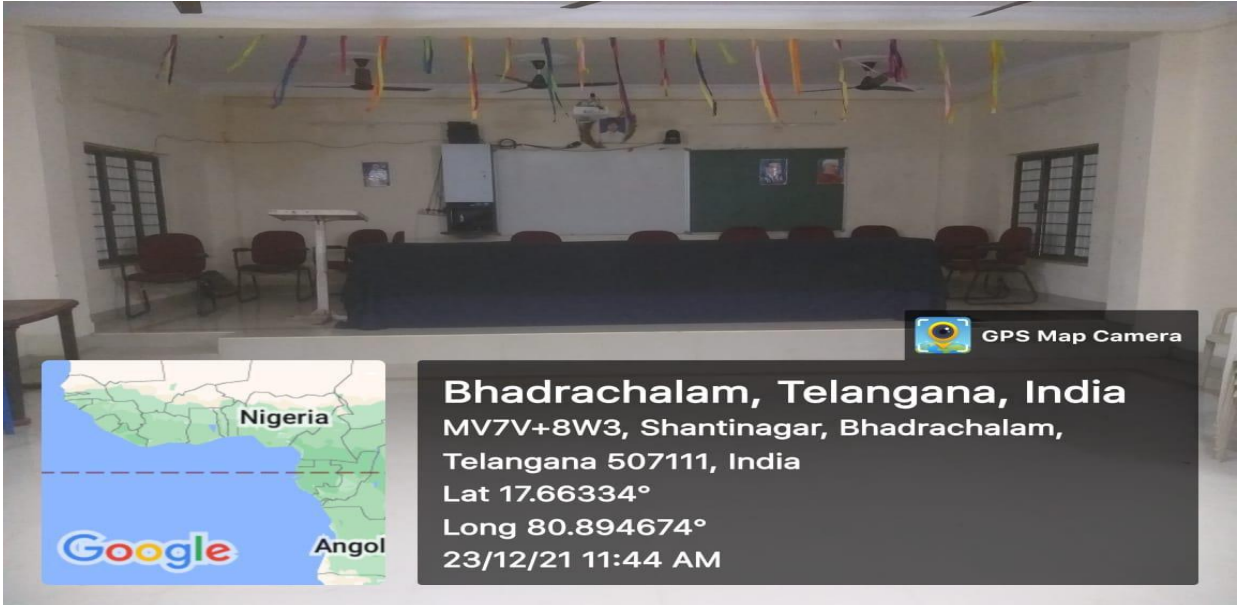 GPS Map Camera
Nigeria
Angol
Google
Bhadrachalam, Telangana, India
MV7V+8W3, Shantinagar, Bhadrachalam,
Telangana 507111, India
Lat 17.66334°
Long 80.894674°
23/12/21 11:44 AM